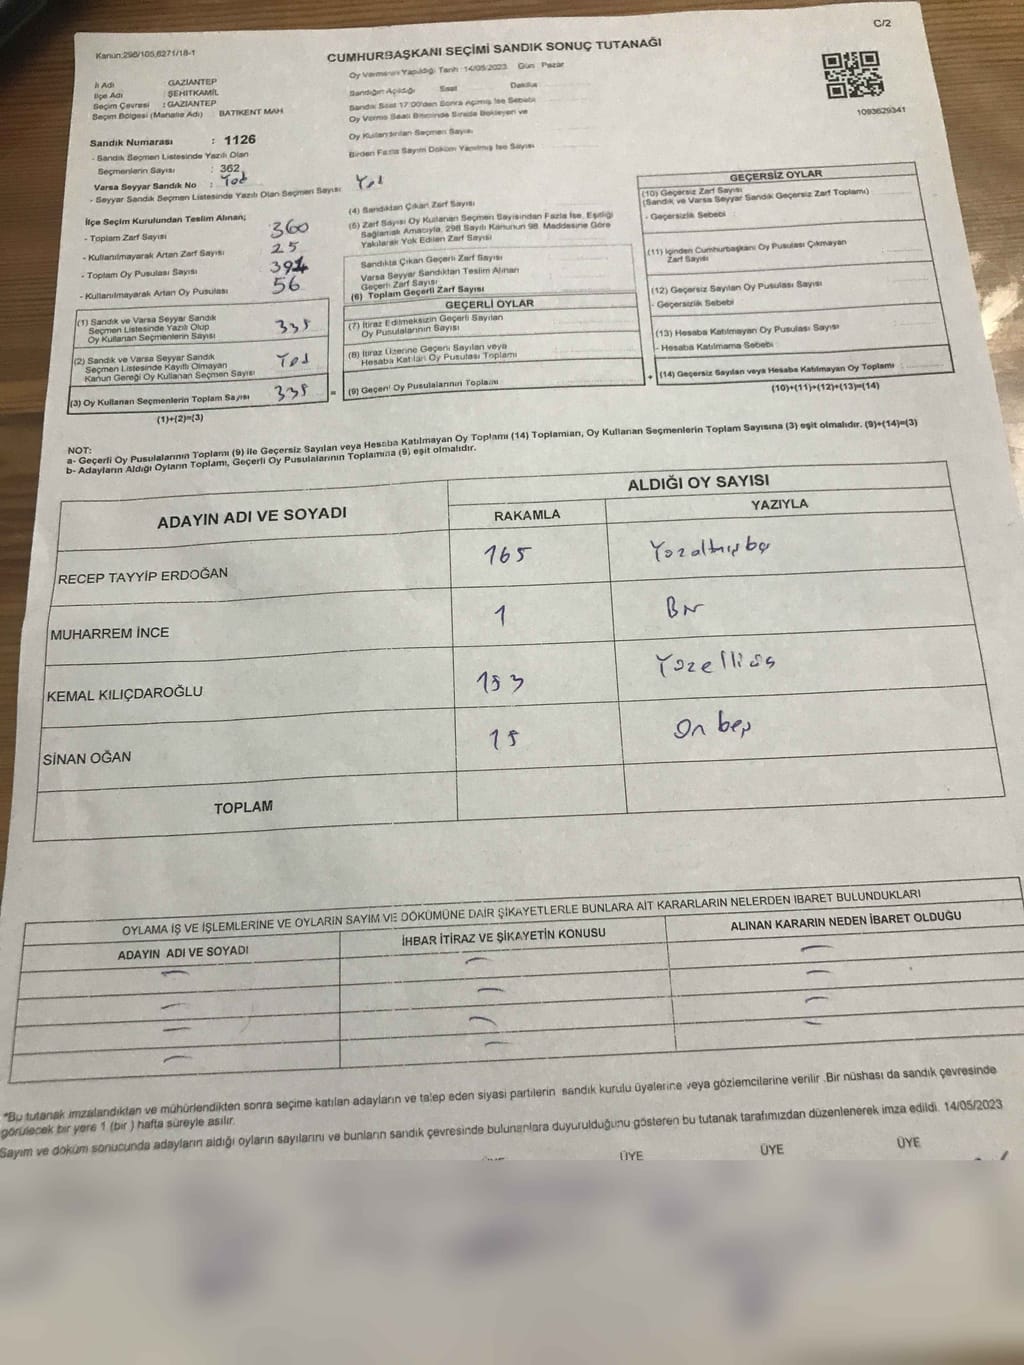 C/2
Kanun:298/105,6271/18-1
CUMHURBAŞKANI SEÇİMİ SANDIK SONUÇ TUTANAĞI
İl Adı : GAZİANTEP
İlçe Adı : ŞEHİTKAMİL
Seçim Çevresi : GAZİANTEP
Seçim Bölgesi (Mahalle Adı) : BATIKENT MAH
Sandık Numarası : 1126
- Sandık Seçmen Listesinde Yazılı Olan
Seçmenlerin Sayısı : 362
Varsa Seyyar Sandık No : Yok
- Seyyar Sandık Seçmen Listesinde Yazılı Olan Seçmen Sayısı Yok
Oy Vermenin Yapıldığı Tarih :14/05/2023 Gün : Pazar
Sandığın Açıldığı Saat Dakika
Sandık Saat 17:00'den Sonra Açılmış İse Sebebi
Oy Verme Saati Bitiminde Sırada Bekleyen ve
Oy Kullandırılan Seçmen Sayısı
Birden Fazla Sayım Döküm Yapılmış İse Sayısı
1093629341
İlçe Seçim Kurulundan Teslim Alınan;
- Toplam Zarf Sayısı 360
- Kullanılmayarak Artan Zarf Sayısı 25
- Toplam Oy Pusulası Sayısı
- Kullanılmayarak Artan Oy Pusulası 56
(1) Sandık ve Varsa Seyyar Sandık
Seçmen Listesinde Yazılı Olup
Oy Kullanan Seçmenlerin Sayısı 335
(2) Sandık ve Varsa Seyyar Sandık
Seçmen Listesinde Kayıtlı Olmayan
Kanun Gereği Oy Kullanan Seçmen Sayısı Yok
(3) Oy Kullanan Seçmenlerin Toplam Sayısı 335 =
(1)+(2)=(3)
(4) Sandıktan Çıkan Zarf Sayısı
(5) Zarf Sayısı Oy Kullanan Seçmen Sayısından Fazla İse, Eşitliği
Sağlamak Amacıyla, 298 Sayılı Kanunun 98. Maddesine Göre
Yakılarak Yok Edilen Zarf Sayısı
Sandıkta Çıkan Geçerli Zarf Sayısı
Varsa Seyyar Sandıktan Teslim Alınan
Geçerli Zarf Sayısı
(6) Toplam Geçerli Zarf Sayısı
GEÇERLİ OYLAR
(7) İtiraz Edilmeksizin Geçerli Sayılan
Oy Pusulalarının Sayısı
(8) İtiraz Üzerine Geçerli Sayılan veya
Hesaba Katılan Oy Pusulası Toplamı
(9) Geçerli Oy Pusulalarının Toplamı +
GEÇERSİZ OYLAR
(10) Geçersiz Zarf Sayısı
(Sandık ve Varsa Seyyar Sandık Geçersiz Zarf Toplamı)
- Geçersizlik Sebebi
(11) İçinden Cumhurbaşkanı Oy Pusulası Çıkmayan
Zarf Sayısı
(12) Geçersiz Sayılan Oy Pusulası Sayısı
- Geçersizlik Sebebi
(13) Hesaba Katılmayan Oy Pusulası Sayısı
- Hesaba Katılmama Sebebi
(14) Geçersiz Sayılan veya Hesaba Katılmayan Oy Toplamı
(10)+(11)+(12)+(13)=(14)
NOT:
a- Geçerli Oy Pusulalarının Toplamı (9) ile Geçersiz Sayılan veya Hesaba Katılmayan Oy Toplamı (14) Toplamları, Oy Kullanan Seçmenlerin Toplam Sayısına (3) eşit olmalıdır. (9)+(14)=(3)
b- Adayların Aldığı Oyların Toplamı, Geçerli Oy Pusulalarının Toplamına (9) eşit olmalıdır.
ADAYIN ADI VE SOYADI
ALDIĞI OY SAYISI
RAKAMLA YAZIYLA
RECEP TAYYİP ERDOĞAN 165 Yüzaltmışbeş
MUHARREM İNCE 1 Bir
KEMAL KILIÇDAROĞLU 153 Yüzelliüç
SİNAN OĞAN 15 On beş
TOPLAM
OYLAMA İŞ VE İŞLEMLERİNE VE OYLARIN SAYIM VE DÖKÜMÜNE DAİR ŞİKAYETLERLE BUNLARA AİT KARARLARIN NELERDEN İBARET BULUNDUKLARI
ADAYIN ADI VE SOYADI İHBAR İTİRAZ VE ŞİKAYETİN KONUSU ALINAN KARARIN NEDEN İBARET OLDUĞU
*Bu tutanak imzalandıktan ve mühürlendikten sonra seçime katılan adayların ve talep eden siyasi partilerin sandık kurulu üyelerine veya gözlemcilerine verilir .Bir nüshası da sandık çevresinde
görülecek bir yere 1 (bir ) hafta süreyle asılır.
Sayım ve döküm sonucunda adayların aldığı oyların sayılarını ve bunların sandık çevresinde bulunanlara duyurulduğunu gösteren bu tutanak tarafımızdan düzenlenerek imza edildi. 14/05/2023
ÜYE ÜYE ÜYE